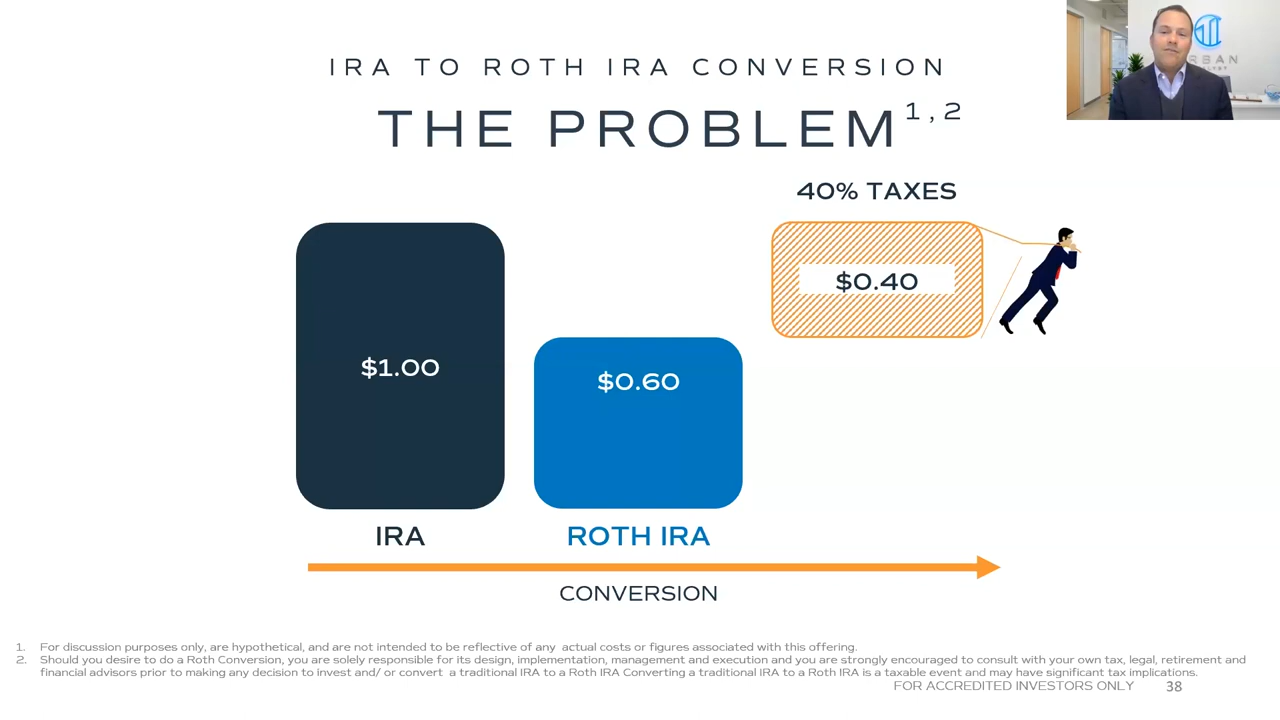 IRA TO ROTH IRA CONVERSION
THE PROBLEM1,2
40% TAXES
$1.00
$0.60
$0.40
IRA
ROTH IRA
CONVERSION
1. For discussion purposes only, are hypothetical, and are not intended to be reflective of any actual costs or figures associated with this offering.
2. Should you desire to do a Roth Conversion, you are solely responsible for its design, implementation, management and execution and you are strongly encouraged to consult with your own tax, legal, retirement and
financial advisors prior to making any decision to invest and/ or convert a traditional IRA to a Roth IRA Converting a traditional IRA to a Roth IRA is a taxable event and may have significant tax implications.
FOR ACCREDITED INVESTORS ONLY 38